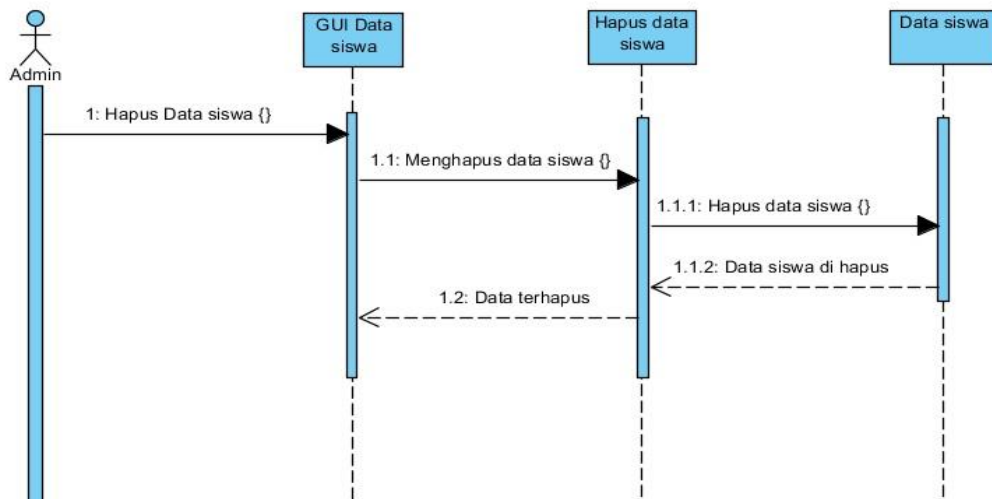 GUI Data
siswa
Hapus data
siswa
Data siswa
Admin
1: Hapus Data siswa {}
1.1: Menghapus data siswa {}
1.1.1: Hapus data siswa {}
1.1.2: Data siswa di hapus
1.2: Data terhapus